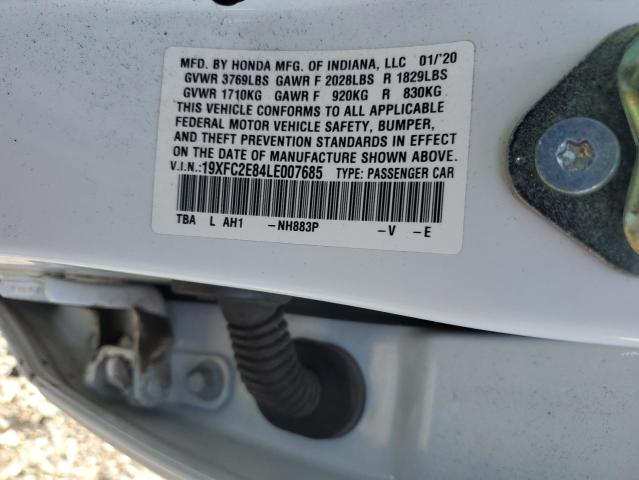 MFD. BY HONDA MFG. OF INDIANA, LLC 01/'20
GVWR 3769LBS GAWR F 2028LBS R 1829LBS
GVWR 1710KG GAWR F 920KG R 830KG
THIS VEHICLE CONFORMS TO ALL APPLICABLE
FEDERAL MOTOR VEHICLE SAFETY, BUMPER,
AND THEFT PREVENTION STANDARDS IN EFFECT
ON THE DATE OF MANUFACTURE SHOWN ABOVE.
V.I.N.:19XFC2E84LE007685 TYPE: PASSENGER CAR
TBA L AH1 -NH883P -V -E